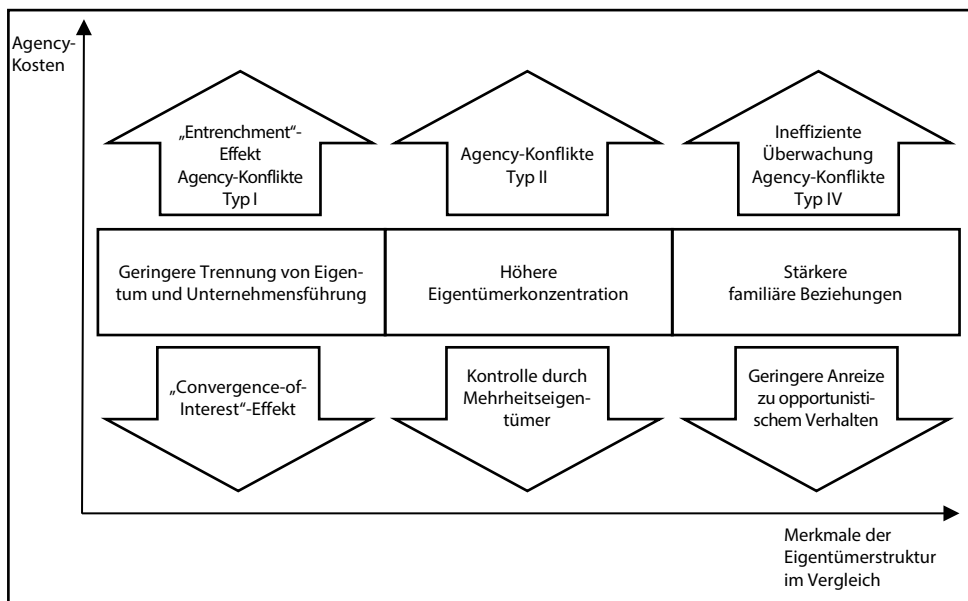 Agency-
Kosten
„Entrenchment“-
Effekt
Agency-Konflikte
Typ I
Agency-Konflikte
Typ II
Ineffiziente
Überwachung
Agency-Konflikte
Typ IV
Geringere Trennung von Eigen-
tum und Unternehmensführung
Höhere
Eigentümerkonzentration
Stärkere
familiäre Beziehungen
„Convergence-of-
Interest“-Effekt
Kontrolle durch
Mehrheitseigen-
tümer
Geringere Anreize
zu opportunisti-
schem Verhalten
Merkmale der
Eigentümerstruktur
im Vergleich